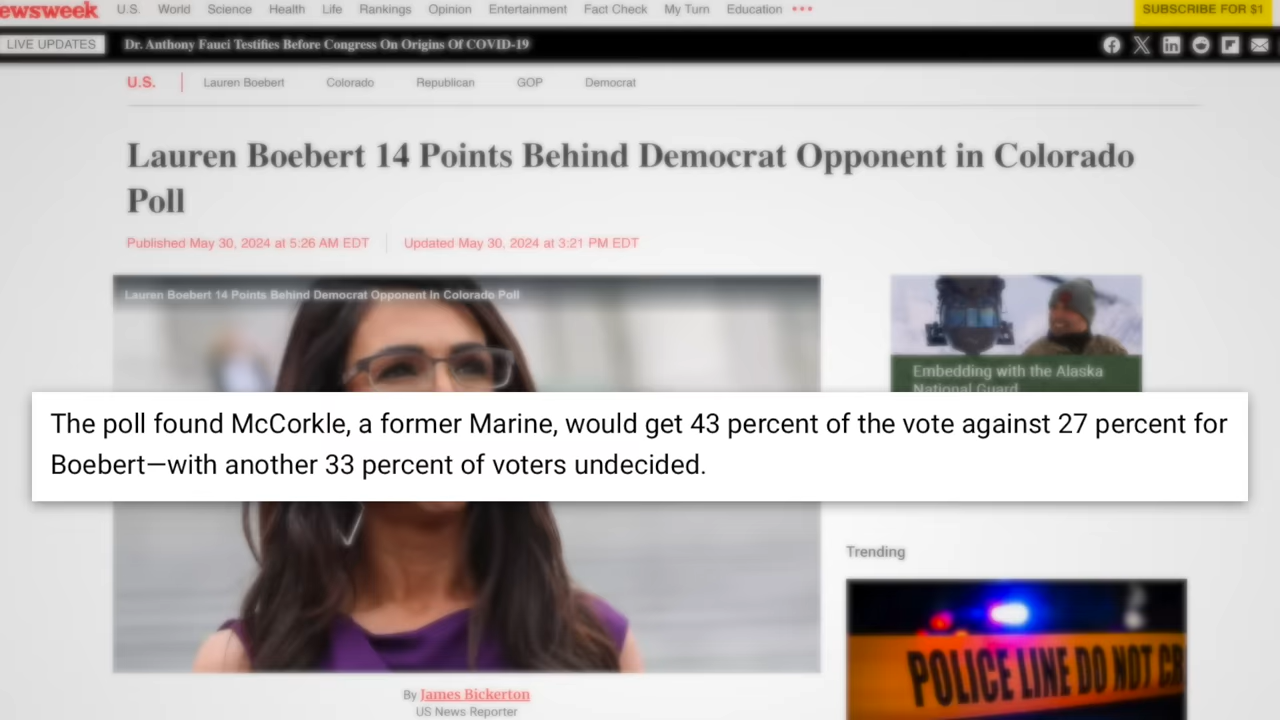 ewsweek U.S. World Science Health Life Rankings Opinion Entertainment Fact Check My Turn Education SUBSCRIBE FOR $1
LIVE UPDATES Dr. Anthony Fauci Testifies Before Congress On Origins Of COVID-19
U.S. Lauren Boebert Colorado Republican GOP Democrat
Lauren Boebert 14 Points Behind Democrat Opponent in Colorado
Poll
Published May 30, 2024 at 5:26 AM EDT Updated May 30, 2024 at 3:21 PM EDT
Lauren Boebert 14 Points Behind Democrat Opponent In Colorado Poll
Embedding with the Alaska
National Guard
The poll found McCorkle, a former Marine, would get 43 percent of the vote against 27 percent for
Boebert—with another 33 percent of voters undecided.
Trending
POLICE LINE DO NOT CR
By James Bickerton
US News Reporter